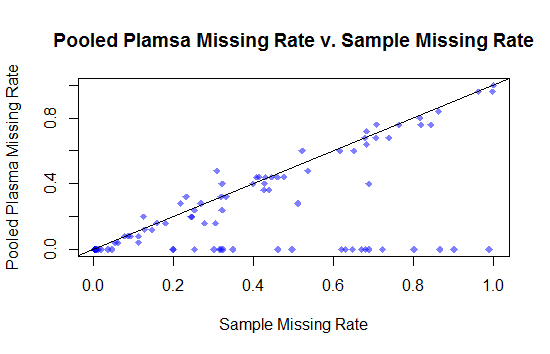 Pooled Plamsa Missing Rate v. Sample Missing Rate
Pooled Plasma Missing Rate
0.8
0.4
0.0
0.0 0.2 0.4 0.6 0.8 1.0
Sample Missing Rate